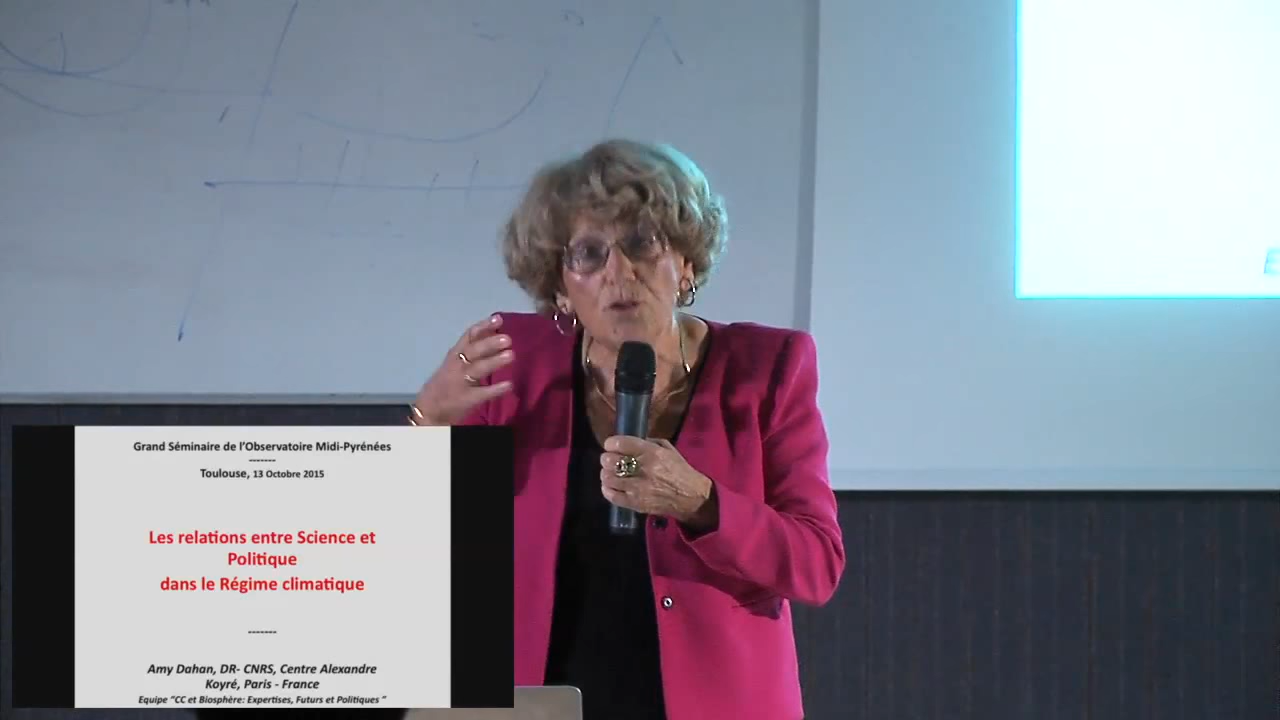 Grand Séminaire de l'Observatoire Midi-Pyrénées
-------
Toulouse, 13 Octobre 2015
Les relations entre Science et
Politique
dans le Régime climatique
-------
Amy Dahan, DR- CNRS, Centre Alexandre
Koyré, Paris - France
Equipe "CC et Biosphère: Expertises, Futurs et Politiques "